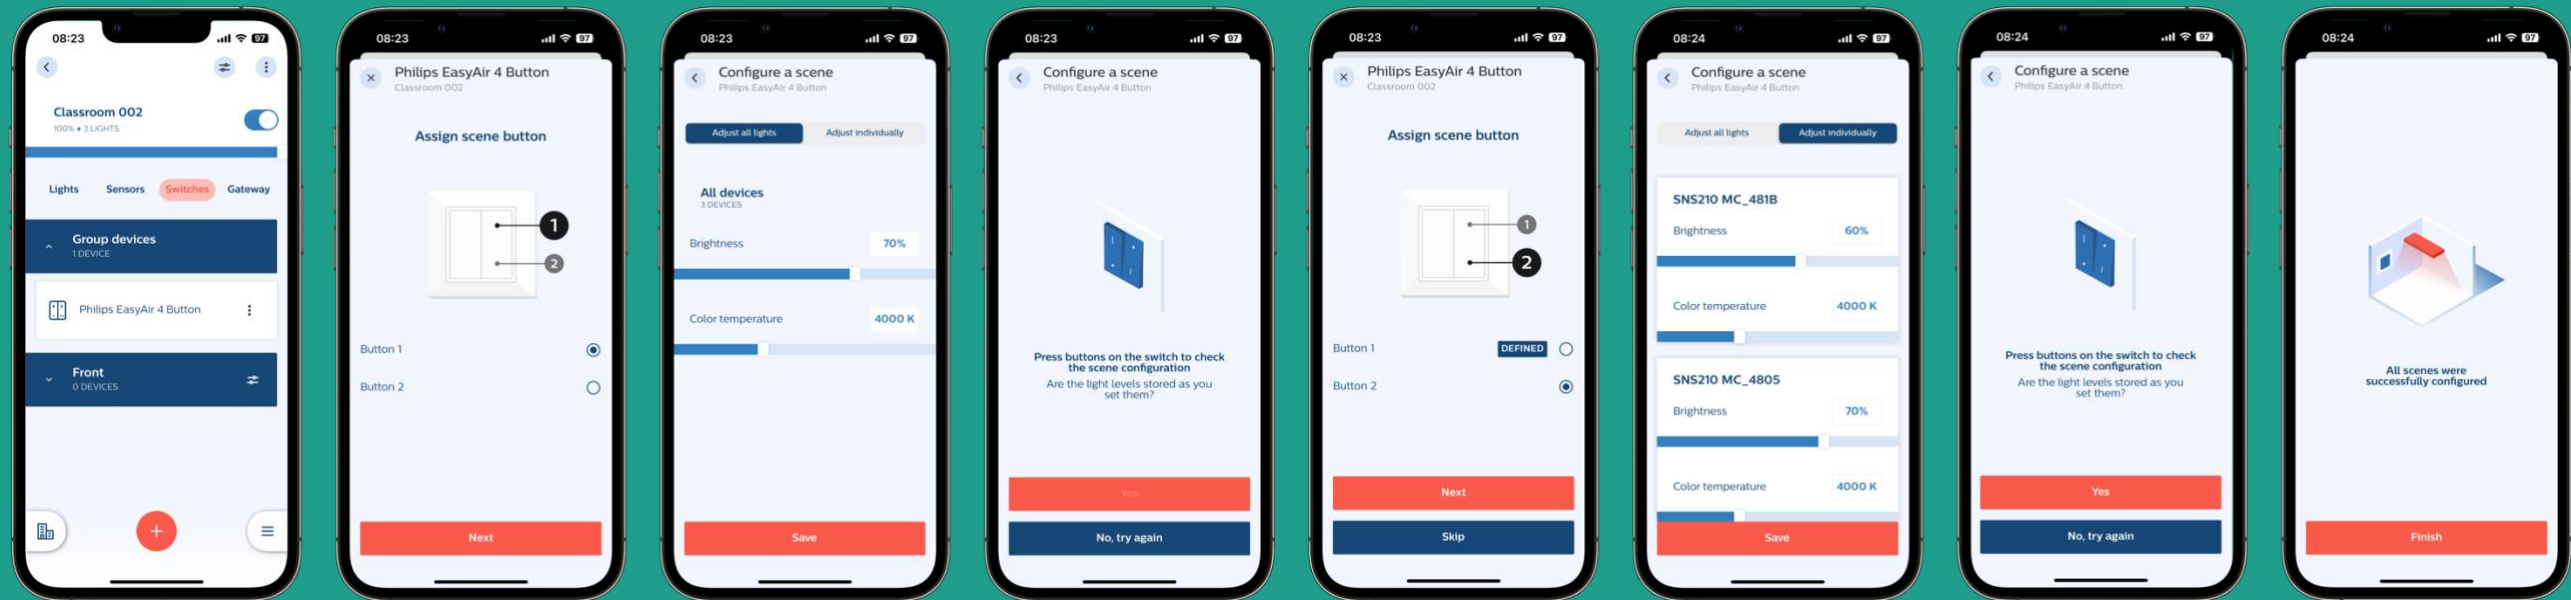 08:23
97
Classroom 002
100% • 3 LIGHTS
Lights Sensors Switches Gateway
Group devices
1 DEVICE
Philips EasyAir 4 Button
Front
0 DEVICES
08:23
97
Philips EasyAir 4 Button
Classroom 002
Assign scene button
1
2
Button 1
Button 2
Next
08:23
97
Configure a scene
Philips EasyAir 4 Button
Adjust all lights Adjust individually
All devices
3 DEVICES
Brightness 70%
Color temperature 4000 K
Save
08:23
97
Configure a scene
Philips EasyAir 4 Button
Press buttons on the switch to check
the scene configuration
Are the light levels stored as you
set them?
Yes
No, try again
08:23
97
Philips EasyAir 4 Button
Classroom 002
Assign scene button
1
2
Button 1 DEFINED
Button 2
Next
Skip
08:24
97
Configure a scene
Philips EasyAir 4 Button
Adjust all lights Adjust individually
SNS210 MC_481B
Brightness 60%
Color temperature 4000 K
SNS210 MC_4805
Brightness 70%
Color temperature 4000 K
Save
08:24
97
Configure a scene
Philips EasyAir 4 Button
Press buttons on the switch to check
the scene configuration
Are the light levels stored as you
set them?
Yes
No, try again
08:24
97
All scenes were
successfully configured
Finish